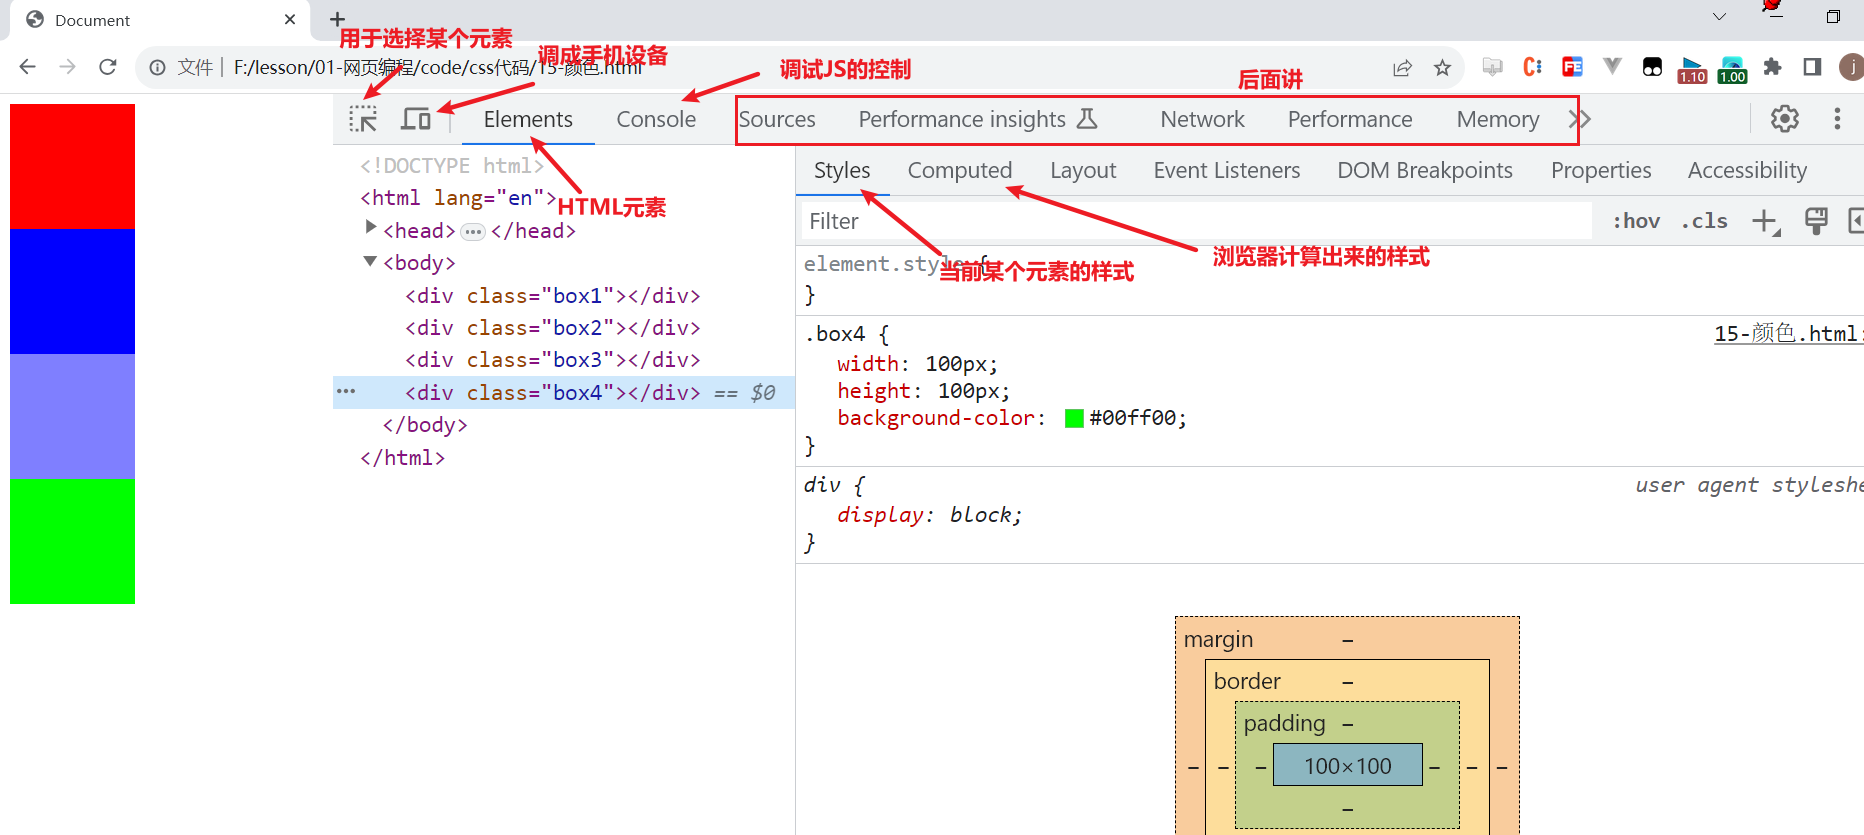 Document
用于选择某个元素
调成手机设备
文件 F:/lesson/01-网页编程/code/css代码/15-颜色.html
调试JS的控制
后面讲
1.10
1.00
j
Elements Console Sources Performance insights Network Performance Memory
<!DOCTYPE html>
<html lang="en">
HTML元素
<head> ··· </head>
<body>
<div class="box1"></div>
<div class="box2"></div>
<div class="box3"></div>
··· <div class="box4"></div> == $0
</body>
</html>
Styles Computed Layout Event Listeners DOM Breakpoints Properties Accessibility
Filter :hov .cls
element.style {
当前某个元素的样式
浏览器计算出来的样式
}
.box4 { 15-颜色.html:
width: 100px;
height: 100px;
background-color: #00ff00;
}
div { user agent styleshe
display: block;
}
margin –
border –
padding –
– – – 100×100 – – –
–